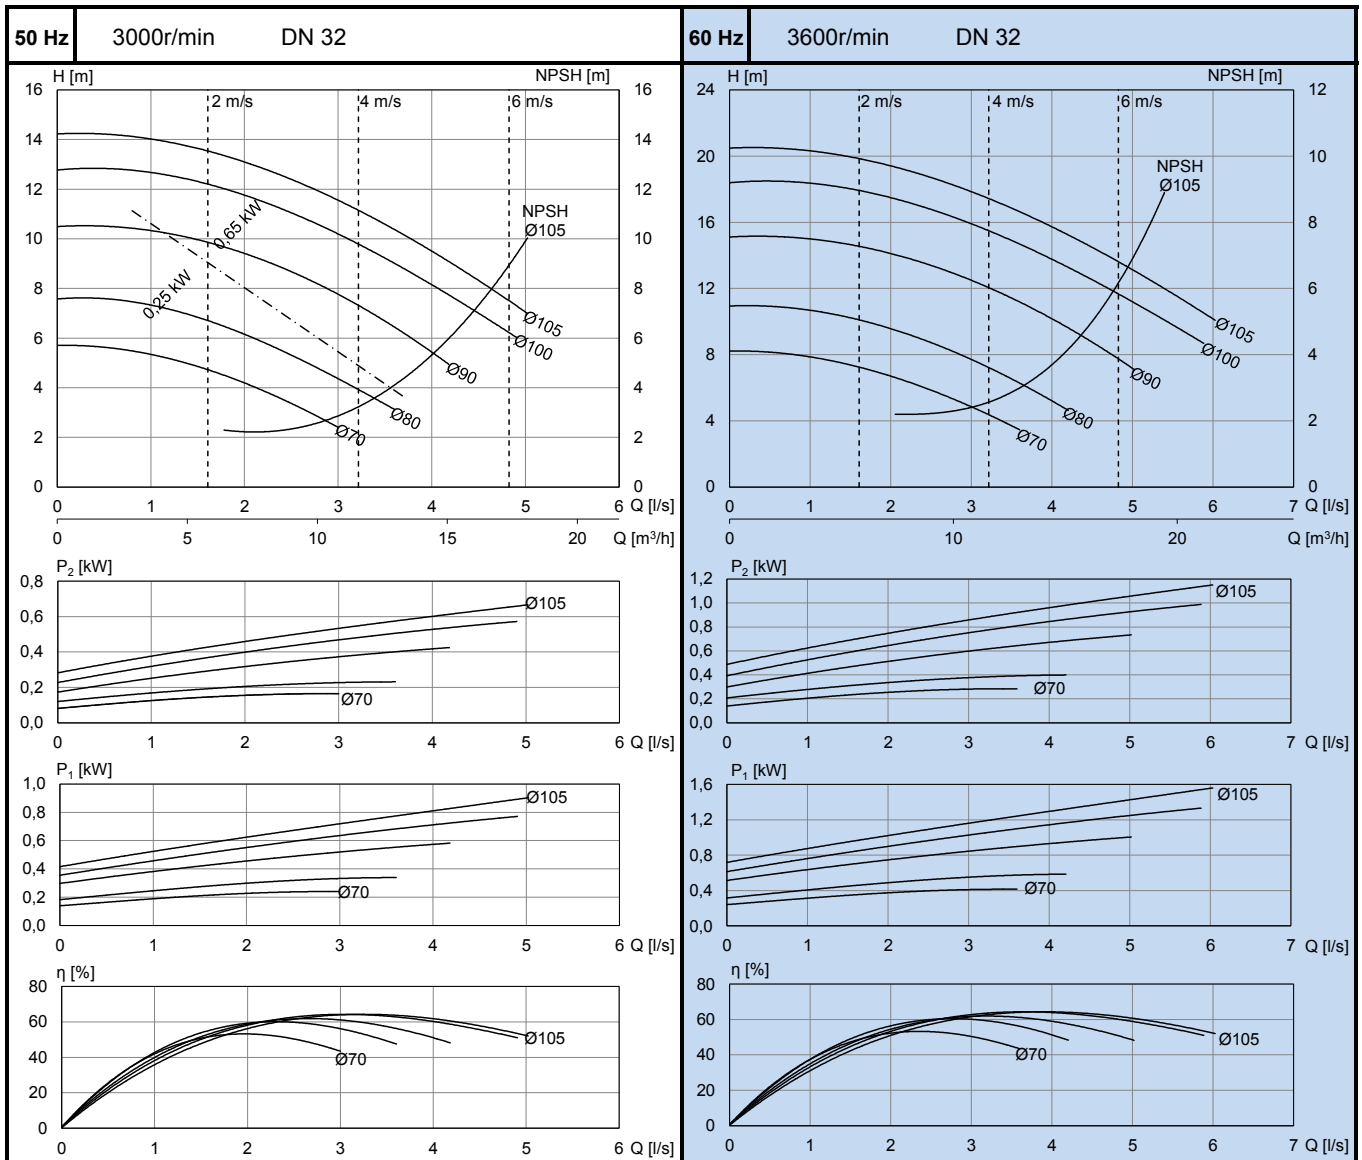 50 Hz 3000r/min DN 32
H [m] NPSH [m]
16 2 m/s 4 m/s 6 m/s 16
14 14
12 12
NPSH
Ø105
0,65 kW
10 10
0,25 kW
8 8
Ø105
6 Ø100 6
Ø90
4 4
Ø80
Ø70
2 2
0 0
0 1 2 3 4 5 6 Q [l/s]
0 5 10 15 20 Q [m³/h]
P₂ [kW]
0,8
0,6 Ø105
0,4
0,2 Ø70
0,0
0 1 2 3 4 5 6 Q [l/s]
P₁ [kW]
1,0 Ø105
0,8
0,6
0,4
0,2 Ø70
0,0
0 1 2 3 4 5 6 Q [l/s]
η [%]
80
60
Ø105
40 Ø70
20
0
0 1 2 3 4 5 6 Q [l/s]
60 Hz 3600r/min DN 32
H [m] NPSH [m]
24 2 m/s 4 m/s 6 m/s 12
20 10
NPSH
Ø105
16 8
12 6
Ø105
Ø100
8 4
Ø90
Ø80
4 2
Ø70
0 0
0 1 2 3 4 5 6 7 Q [l/s]
0 10 20 Q [m³/h]
P₂ [kW]
1,2 Ø105
1,0
0,8
0,6
0,4
Ø70
0,2
0,0
0 1 2 3 4 5 6 7 Q [l/s]
P₁ [kW]
1,6 Ø105
1,2
0,8
0,4 Ø70
0,0
0 1 2 3 4 5 6 7 Q [l/s]
η [%]
80
60
Ø105
40 Ø70
20
0
0 1 2 3 4 5 6 7 Q [l/s]